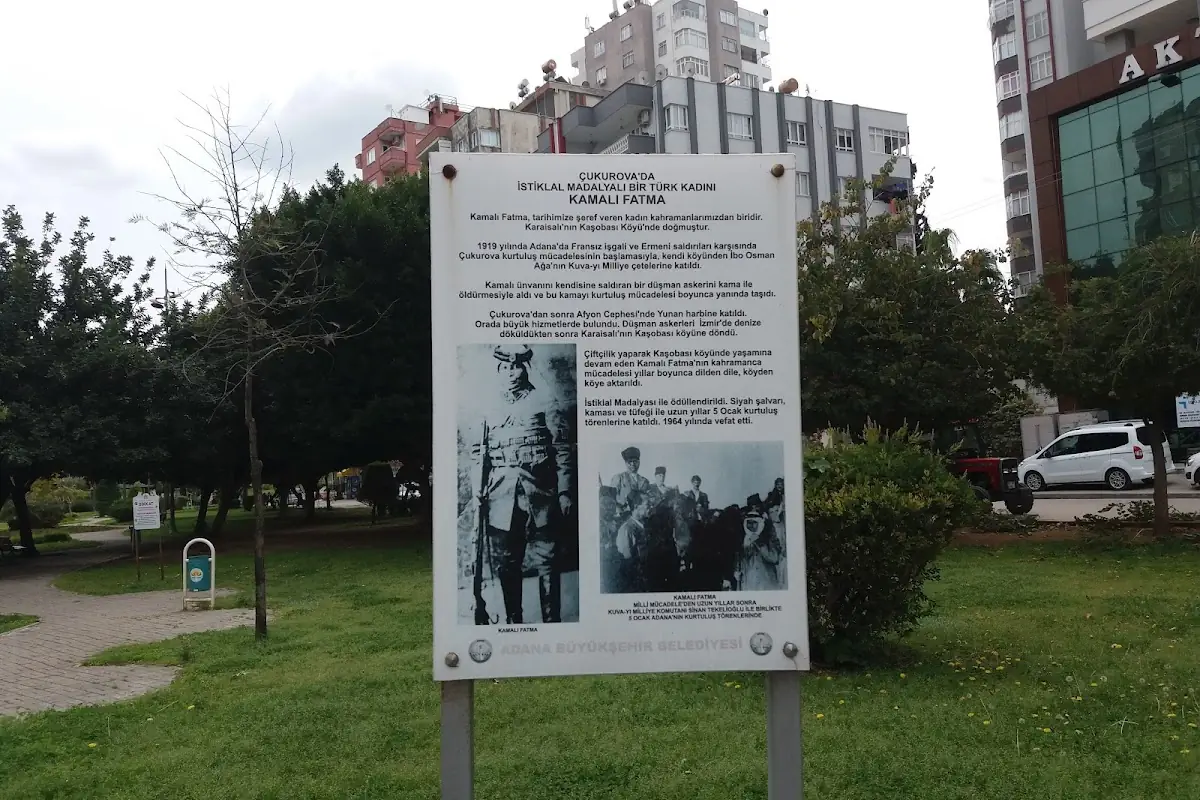 ÇUKUROVA'DA
İSTİKLAL MADALYALI BİR TÜRK KADINI
KAMALI FATMA
Kamalı Fatma, tarihimize şeref veren kadın kahramanlarımızdan biridir.
Karaisalı'nın Kaşobası Köyü'nde doğmuştur.
1919 yılında Adana'da Fransız işgali ve Ermeni saldırıları karşısında
Çukurova kurtuluş mücadelesinin başlamasıyla, kendi köyünden İbo Osman
Ağa'nın Kuva-yı Milliye çetelerine katıldı.
Kamalı ünvanını kendisine saldıran bir düşman askerini kama ile
öldürmesiyle aldı ve bu kamayı kurtuluş mücadelesi boyunca yanında taşıdı.
Çukurova'dan sonra Afyon Cephesi'nde Yunan harbine katıldı.
Orada büyük hizmetlerde bulundu. Düşman askerleri İzmir'de denize
döküldükten sonra Karaisalı'nın Kaşobası köyüne döndü.
Çiftçilik yaparak Kaşobası köyünde yaşamına
devam eden Kamalı Fatma'nın kahramanca
mücadelesi yıllar boyunca dilden dile, köyden
köye aktarıldı.
İstiklal Madalyası ile ödüllendirildi. Siyah şalvarı,
kaması ve tüfeği ile uzun yıllar 5 Ocak kurtuluş
törenlerine katıldı. 1964 yılında vefat etti.
KAMALI FATMA
KAMALI FATMA
MİLLİ MÜCADELE'DEN UZUN YILLAR SONRA
KUVA-YI MİLLİYE KOMUTANI SİNAN TEKELİOĞLU İLE BİRLİKTE
5 OCAK ADANA'NIN KURTULUŞ TÖRENLERİNDE
ADANA BÜYÜKŞEHİR BELEDİYESİ
AK